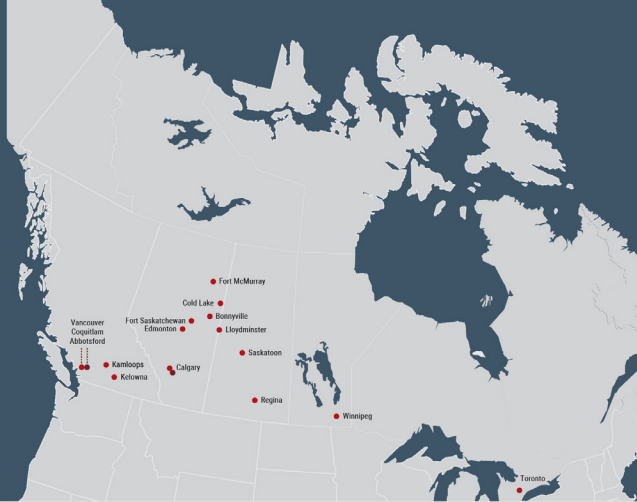 Fort McMurray
Cold Lake
Bonnyville
Fort Saskatchewan
Edmonton
Lloydminster
Vancouver
Coquitlam
Abbotsford
Saskatoon
Kamloops
Calgary
Kelowna
Regina
Winnipeg
Toronto